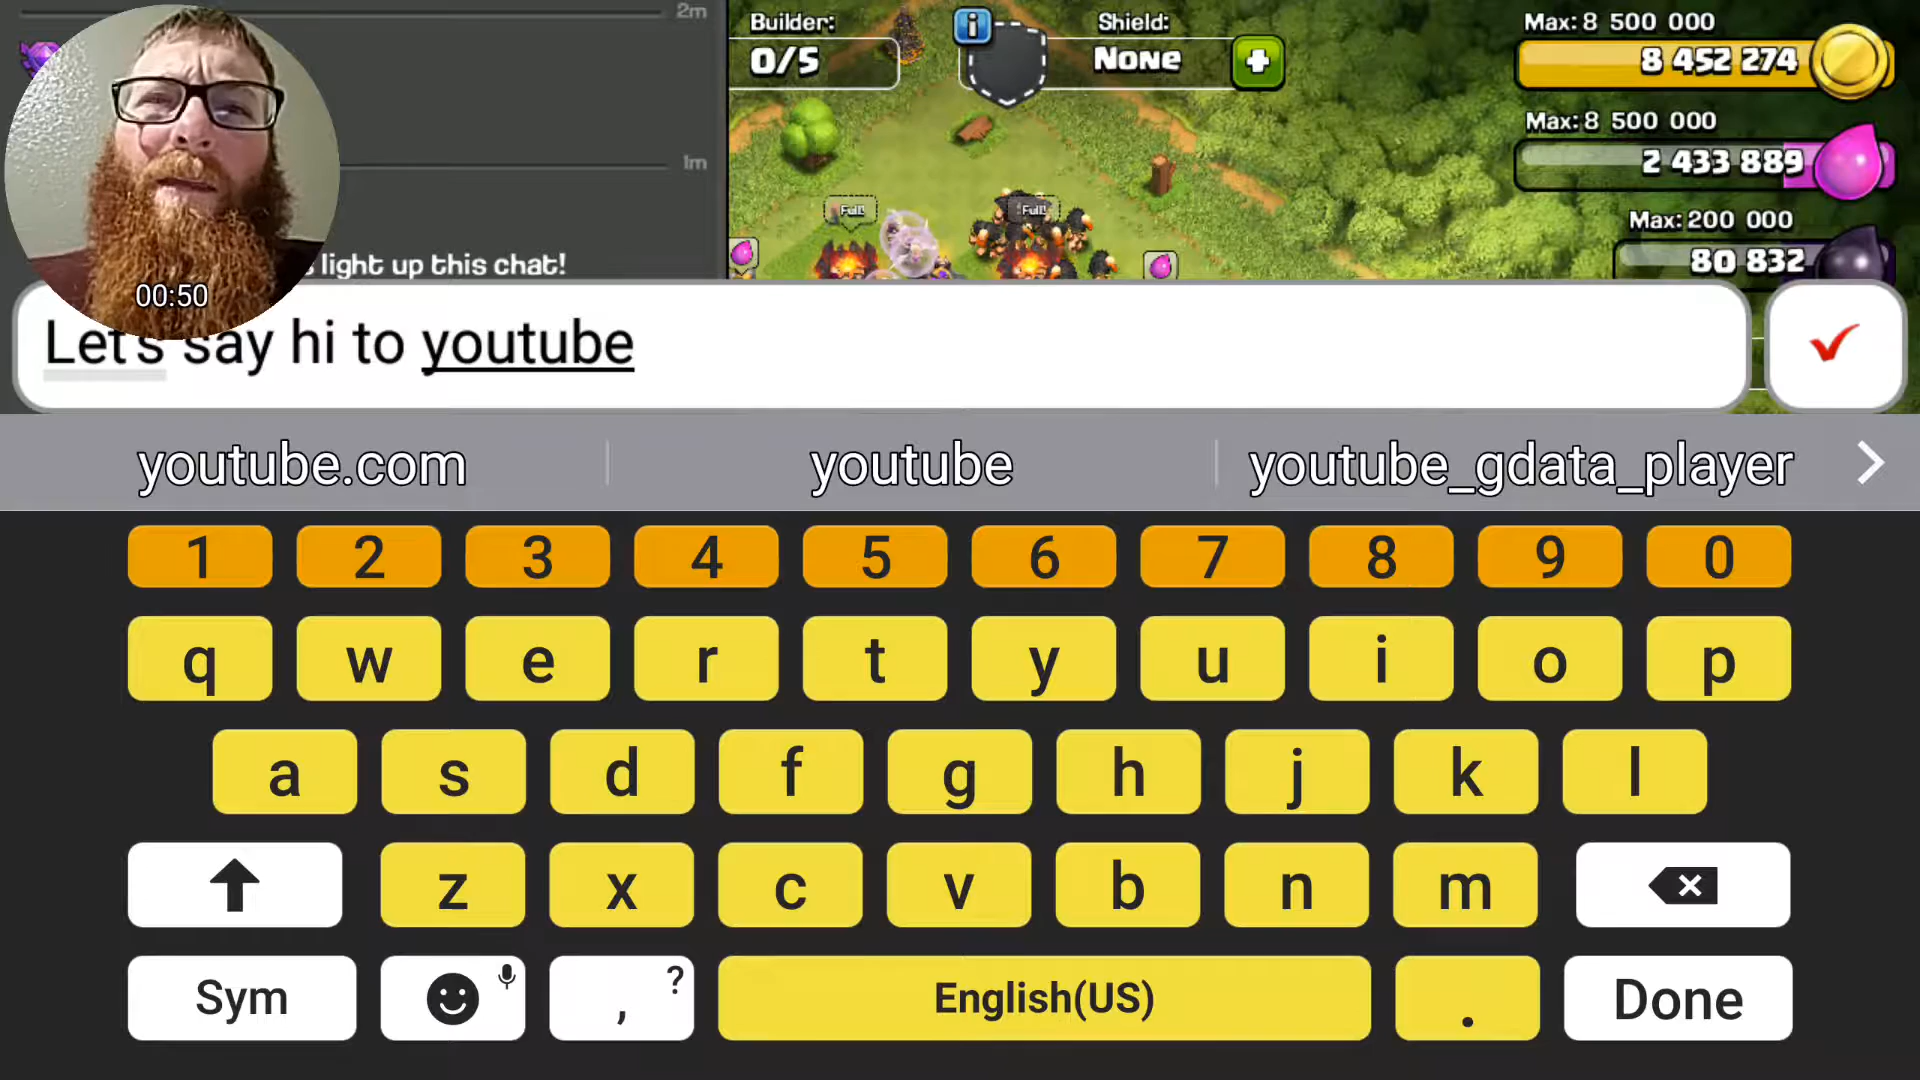 2m
Builder:
0/5
i
Shield:
None
Max: 8 500 000
8 452 274
1m
Max: 8 500 000
2 433 889
Max: 200 000
80 832
Full!
Full!
light up this chat!
00:50
Let's say hi to youtube
youtube.com
youtube
youtube_gdata_player
1 2 3 4 5 6 7 8 9 0
q w e r t y u i o p
a s d f g h j k l
z x c v b n m
Sym
, ?
English(US)
.
Done